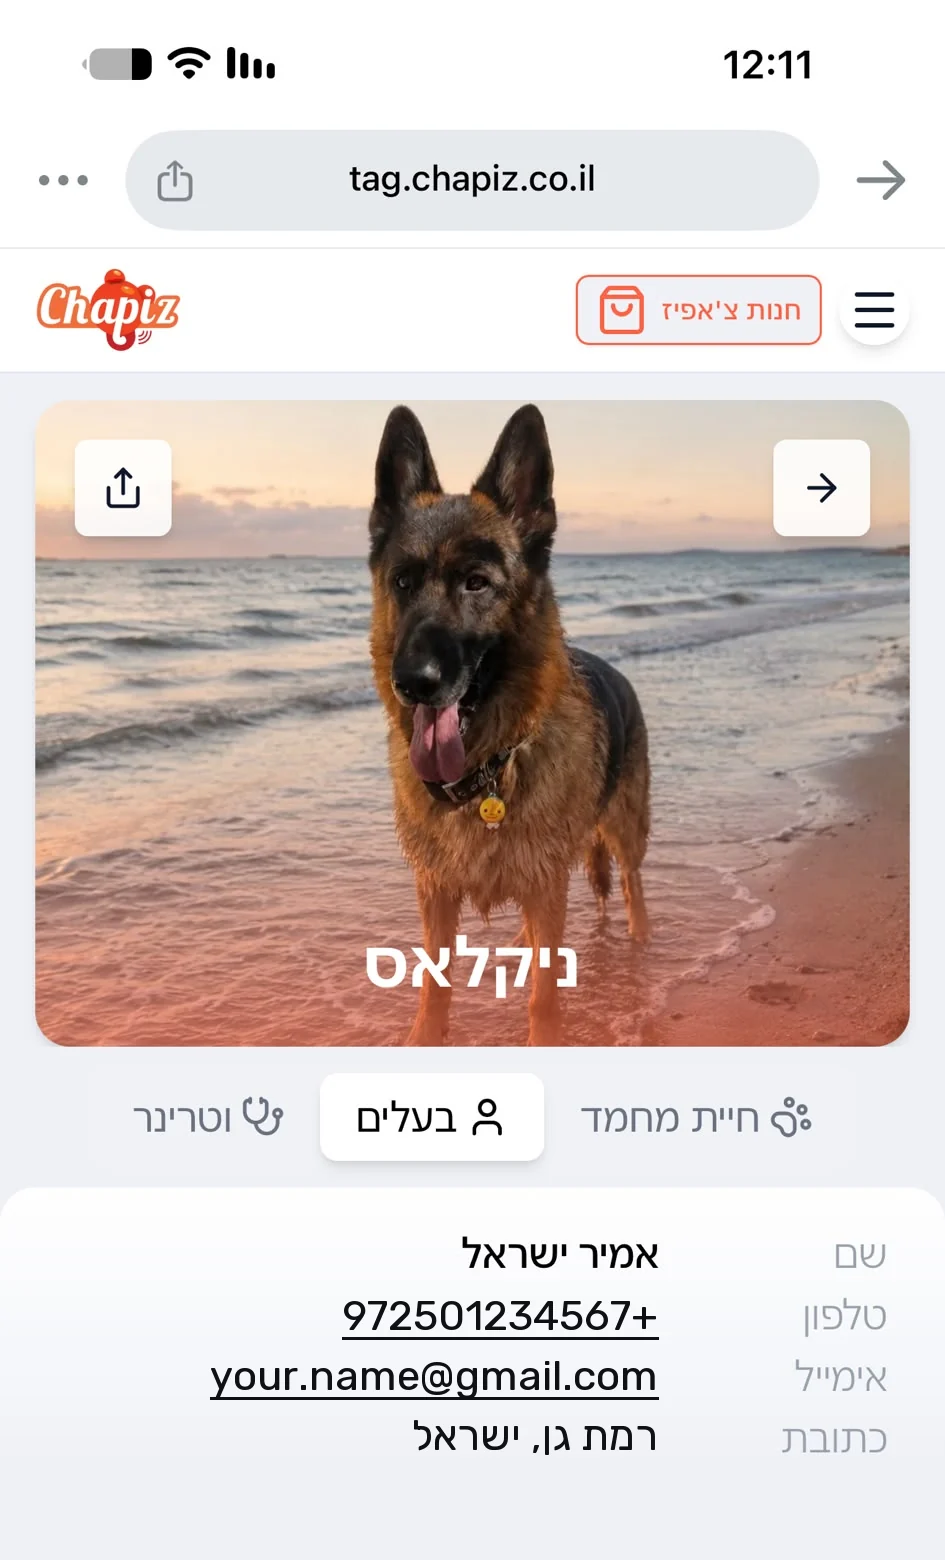 12:11
tag.chapiz.co.il
Chapiz
חנות צ'אפיז
ניקלאס
חיית מחמד
בעלים
וטרינר
שם
אמיר ישראל
טלפון
972501234567+
אימייל
your.name@gmail.com
כתובת
רמת גן, ישראל